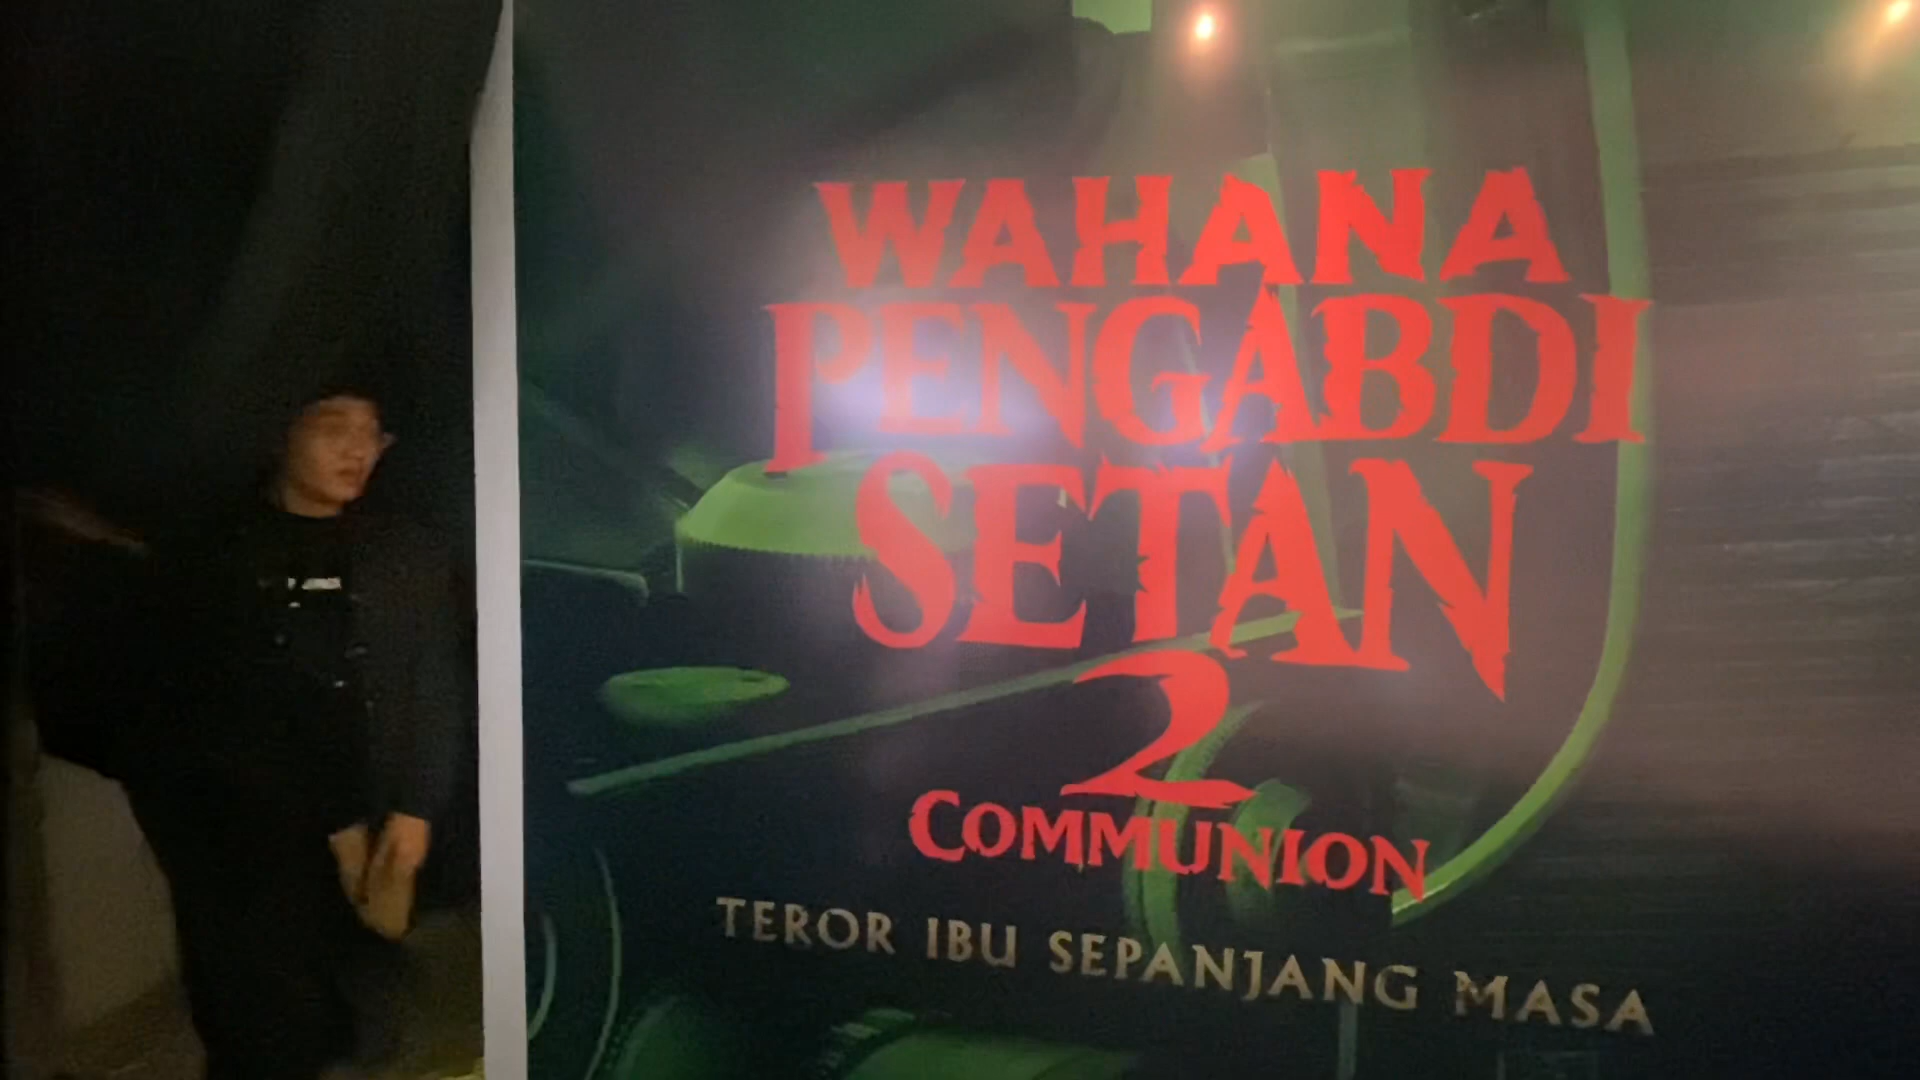 WAHANA
PENGABDI
SETAN
2
COMMUNION
TEROR IBU SEPANJANG MASA